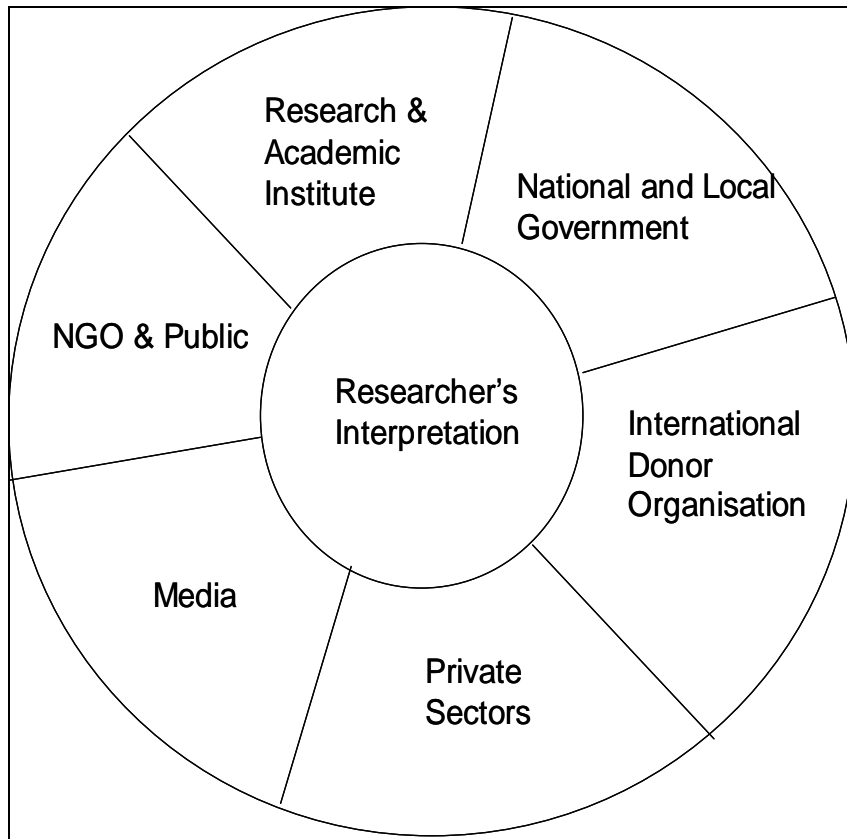 Research &
Academic
Institute
National and Local
Government
NGO & Public
Researcher's
Interpretation
International
Donor
Organisation
Media
Private
Sectors